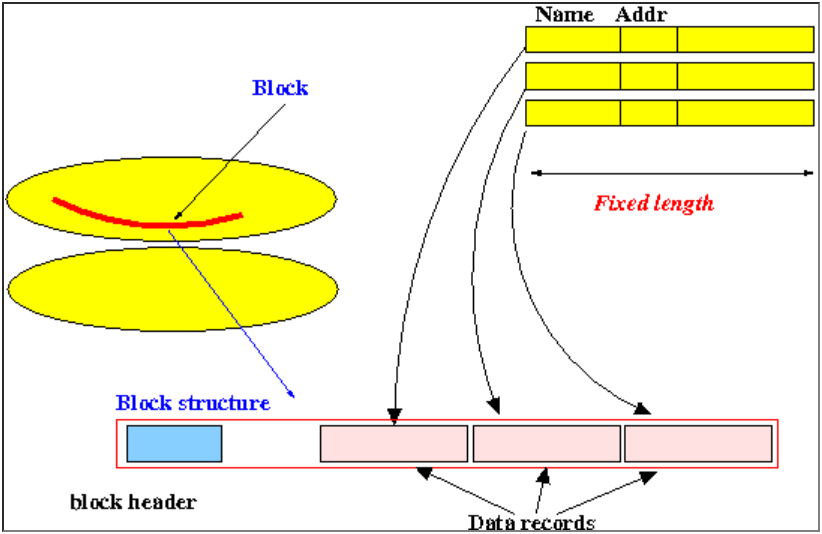 Name Addr
Block
Fixed length
Block structure
block header
Data records